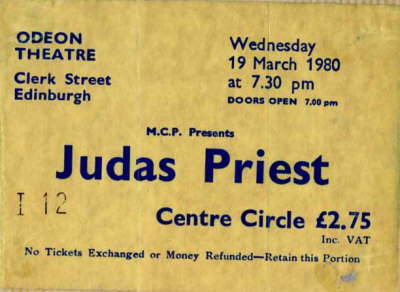 ODEON
THEATRE
Clerk Street
Edinburgh
Wednesday
19 March 1980
at 7.30 pm
DOORS OPEN 7.00 pm
M.C.P. Presents
Judas Priest
I 12
Centre Circle £2.75
Inc. VAT
No Tickets Exchanged or Money Refunded—Retain this Portion